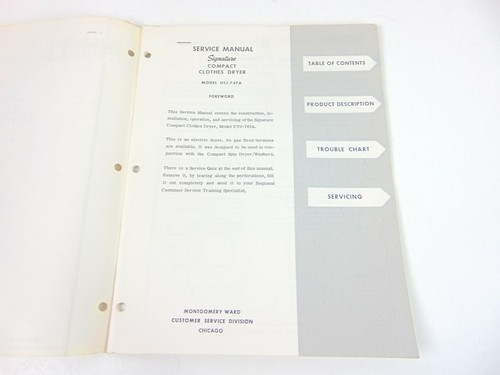 SERVICE MANUAL
Signature
COMPACT
CLOTHES DRYER
FOREWORD
This Service Manual covers the construction, in-
stallation, operation, and servicing of the Signature
Compact Clothes Dryer, Model
This is an electric dryer. No gas fired versions
are available. It was designed to be used in con-
junction with the Compact Spin Dryer/Washers.
There is a Service Quiz at the end of this manual.
Remove it, by tearing along the perforations, fill
it out completely and send it to your Regional
Customer Service Training Specialist.
MONTGOMERY WARD
CUSTOMER SERVICE DIVISION
CHICAGO
TABLE OF CONTENTS
PRODUCT DESCRIPTION
TROUBLE CHART
SERVICING